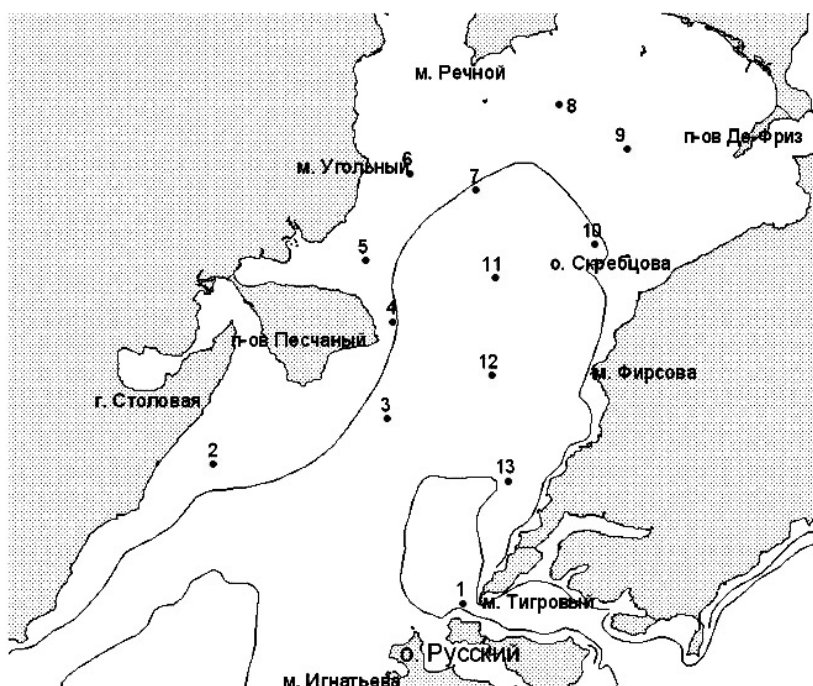 м. Речной
8
9
п-ов Де-Фриз
6
м. Угольный
7
10
5
11
о. Скребцова
4
п-ов Песчаный
12
м. Фирсова
г. Столовая
3
2
13
1
м. Тигровый
о. Русский
м. Игнатьева